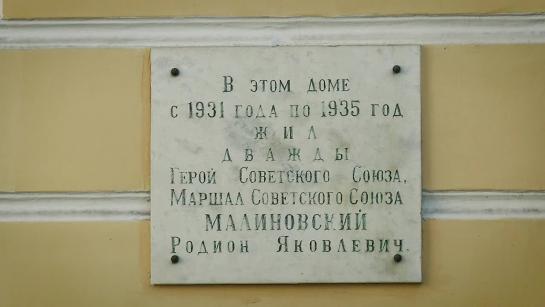 В ЭТОМ ДОМЕ
С 1931 ГОДА ПО 1935 ГОД
ЖИЛ
ДВАЖДЫ
ГЕРОЙ СОВЕТСКОГО СОЮЗА,
МАРШАЛ СОВЕТСКОГО СОЮЗА
МАЛИНОВСКИЙ
РОДИОН ЯКОВЛЕВИЧ.